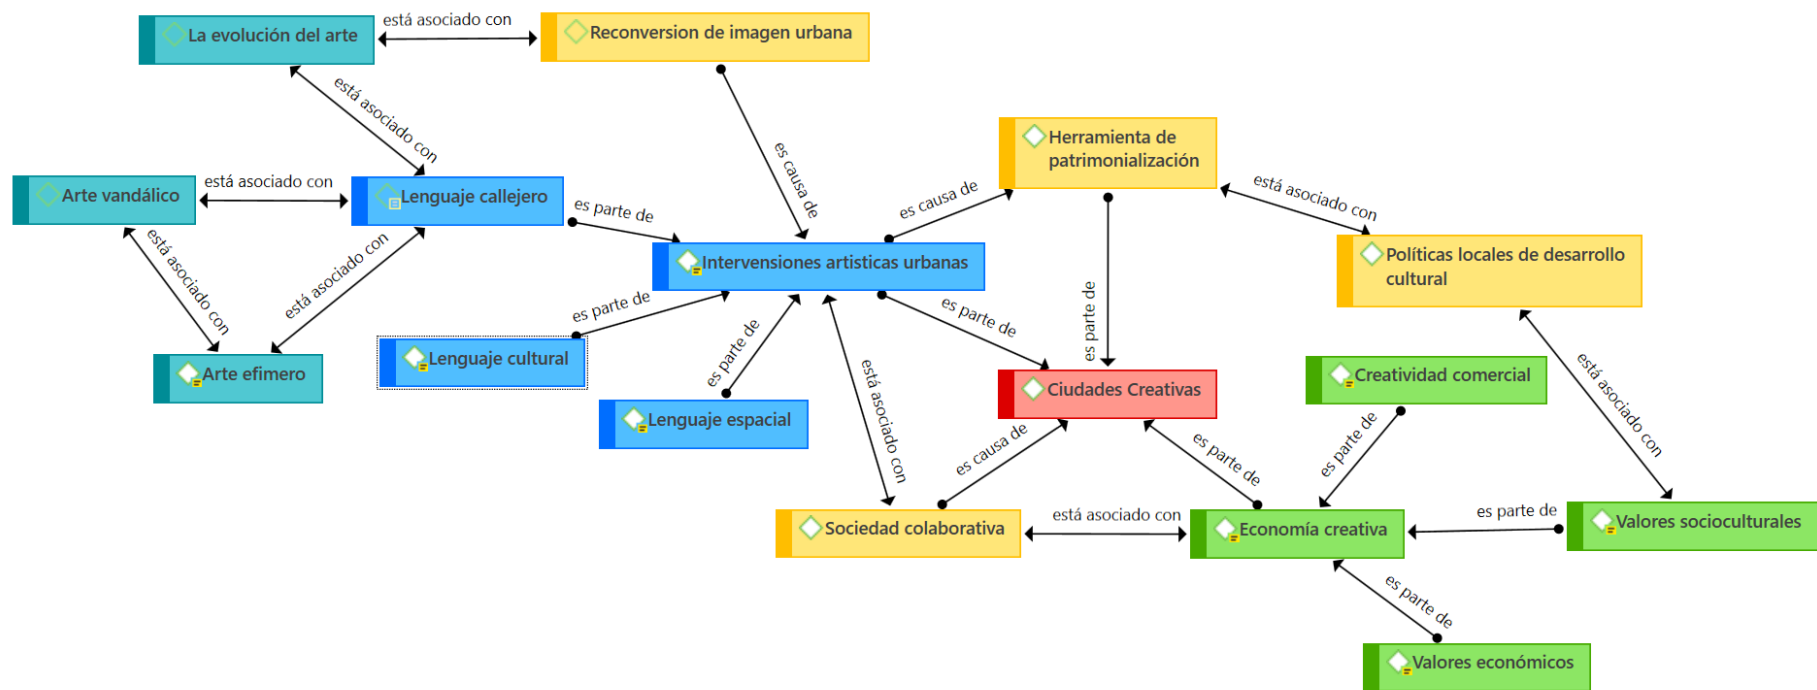 La evolución del arte
está asociado con
Reconversion de imagen urbana
está asociado con
es causa de
Herramienta de
patrimonialización
Arte vandálico
está asociado con
Lenguaje callejero
es parte de
es causa de
está asociado con
está asociado con
está asociado con
Intervensiones artisticas urbanas
Políticas locales de desarrollo
cultural
es parte de
es parte de
es parte de
es parte de
Arte efimero
Lenguaje cultural
Lenguaje espacial
está asociado con
Ciudades Creativas
Creatividad comercial
está asociado con
es causa de
es parte de
es parte de
Sociedad colaborativa
está asociado con
Economía creativa
es parte de
Valores socioculturales
es parte de
Valores económicos